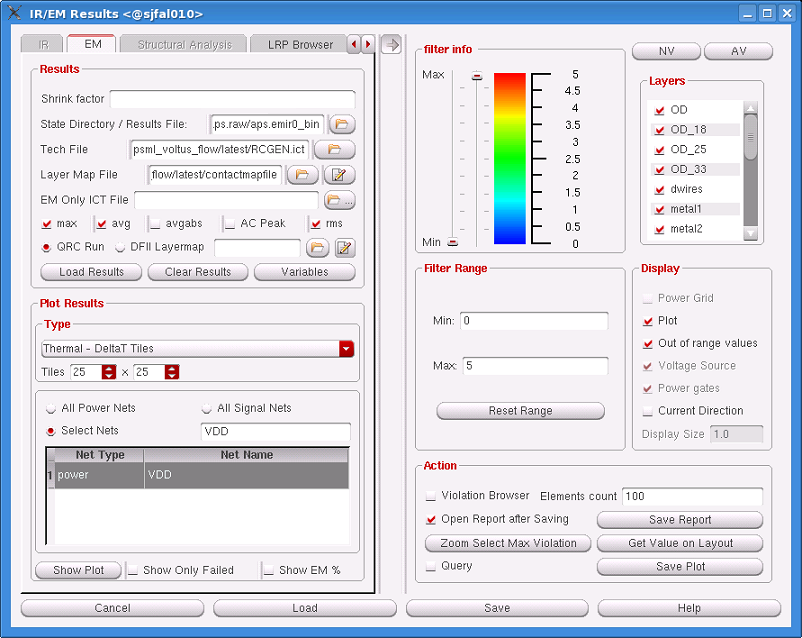 IR/EM Results <@sjfal010>
IR
EM
Structural Analysis
LRP Browser
Results
Shrink factor
State Directory / Results File: .ps.raw/aps.emir0_bin
Tech File psml_voltus_flow/latest/RCGEN.ict
Layer Map File flow/latest/contactmapfile
EM Only ICT File ...
max avg avgabs AC Peak rms
QRC Run DFII Layermap
Load Results Clear Results Variables
Plot Results
Type
Thermal - DeltaT Tiles
Tiles 25 x 25
All Power Nets All Signal Nets
Select Nets VDD
Net Type Net Name
1 power VDD
Show Plot Show Only Failed Show EM %
filter info
Max
5
4.5
4
3.5
3
2.5
2
1.5
1
0.5
Min 0
Filter Range
Min: 0
Max: 5
Reset Range
NV AV
Layers
OD
OD_18
OD_25
OD_33
dwires
metal1
metal2
Display
Power Grid
Plot
Out of range values
Voltage Source
Power gates
Current Direction
Display Size 1.0
Action
Violation Browser Elements count 100
Open Report after Saving Save Report
Zoom Select Max Violation Get Value on Layout
Query Save Plot
Cancel Load Save Help